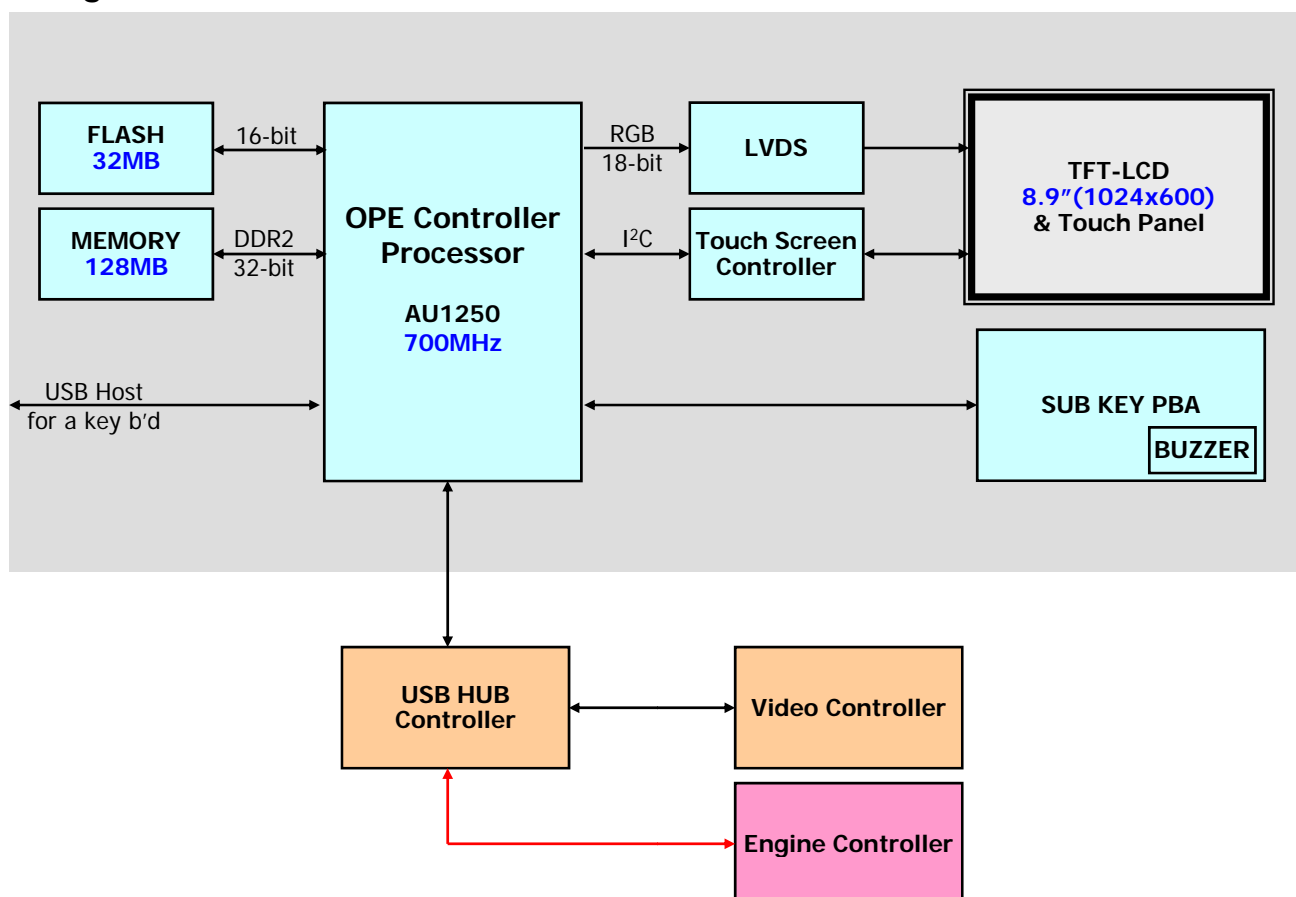 FLASH
32MB
16-bit
MEMORY
128MB
DDR2
32-bit
USB Host
for a key b'd
OPE Controller
Processor
AU1250
700MHz
RGB
18-bit
LVDS
I²C
Touch Screen
Controller
TFT-LCD
8.9"(1024x600)
& Touch Panel
SUB KEY PBA
BUZZER
USB HUB
Controller
Video Controller
Engine Controller